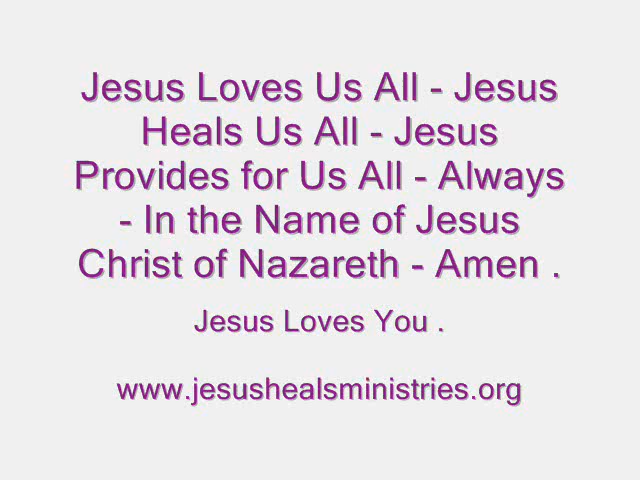 Jesus Loves Us All - Jesus
Heals Us All - Jesus
Provides for Us All - Always
- In the Name of Jesus
Christ of Nazareth - Amen .
Jesus Loves You .
www.jesushealsministries.org